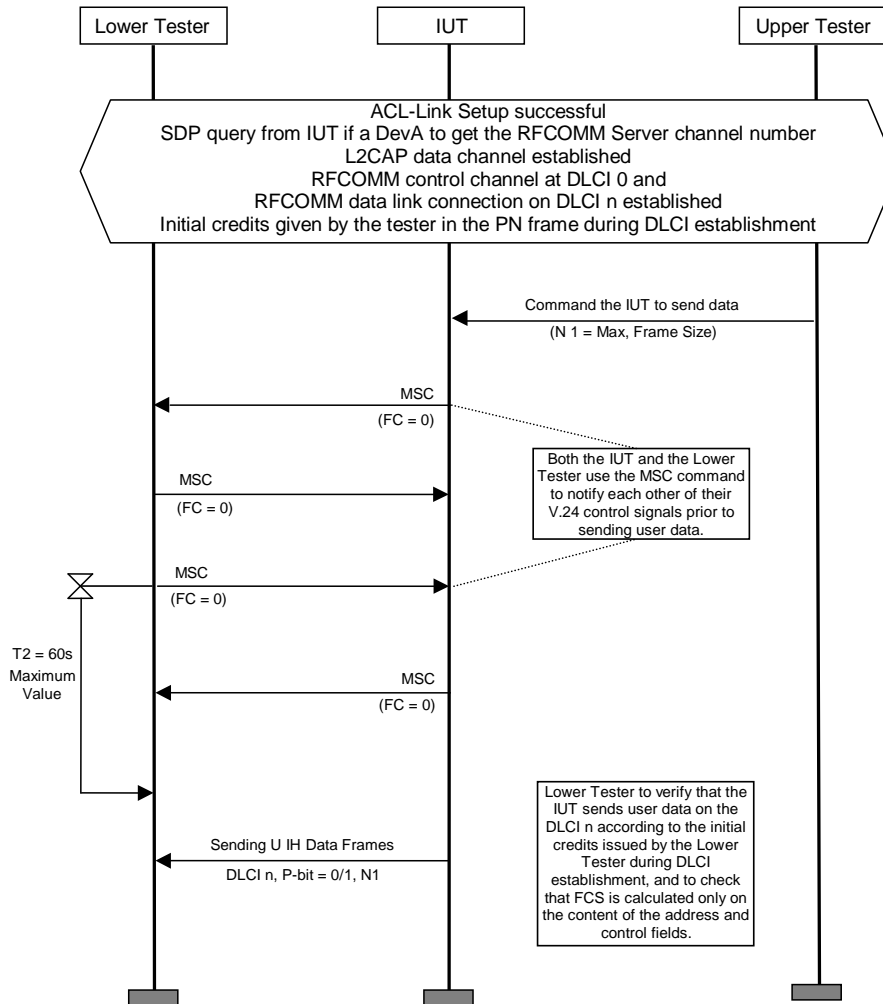 Lower Tester
IUT
Upper Tester
ACL-Link Setup successful
SDP query from IUT if a DevA to get the RFCOMM Server channel number
L2CAP data channel established
RFCOMM control channel at DLCI 0 and
RFCOMM data link connection on DLCI n established
Initial credits given by the tester in the PN frame during DLCI establishment
Command the IUT to send data
(N 1 = Max, Frame Size)
MSC
(FC = 0)
Both the IUT and the Lower
Tester use the MSC command
to notify each other of their
V.24 control signals prior to
sending user data.
MSC
(FC = 0)
MSC
(FC = 0)
T2 = 60s
Maximum
Value
MSC
(FC = 0)
Lower Tester to verify that the
IUT sends user data on the
DLCI n according to the initial
credits issued by the Lower
Tester during DLCI
establishment, and to check
that FCS is calculated only on
the content of the address and
control fields.
Sending U IH Data Frames
DLCI n, P-bit = 0/1, N1